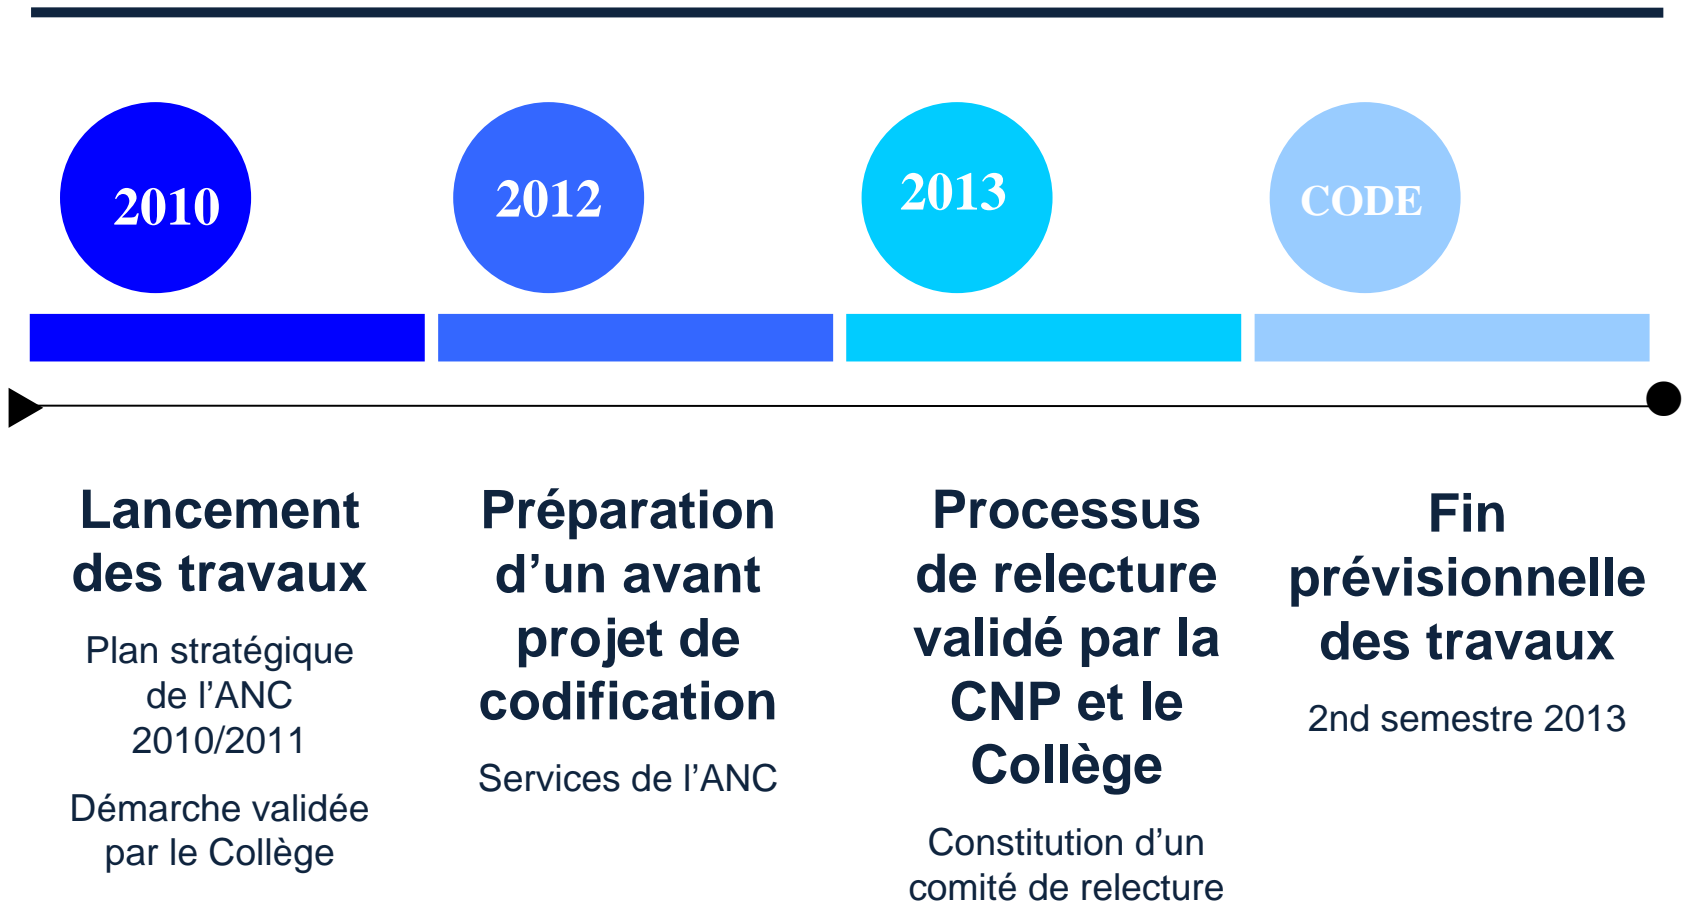 2010
2012
2013
CODE
Lancement
des travaux
Plan stratégique
de l’ANC
2010/2011
Démarche validée
par le Collège
Préparation
d’un avant
projet de
codification
Services de l’ANC
Processus
de relecture
validé par la
CNP et le
Collège
Constitution d’un
comité de relecture
Fin
prévisionnelle
des travaux
2nd semestre 2013